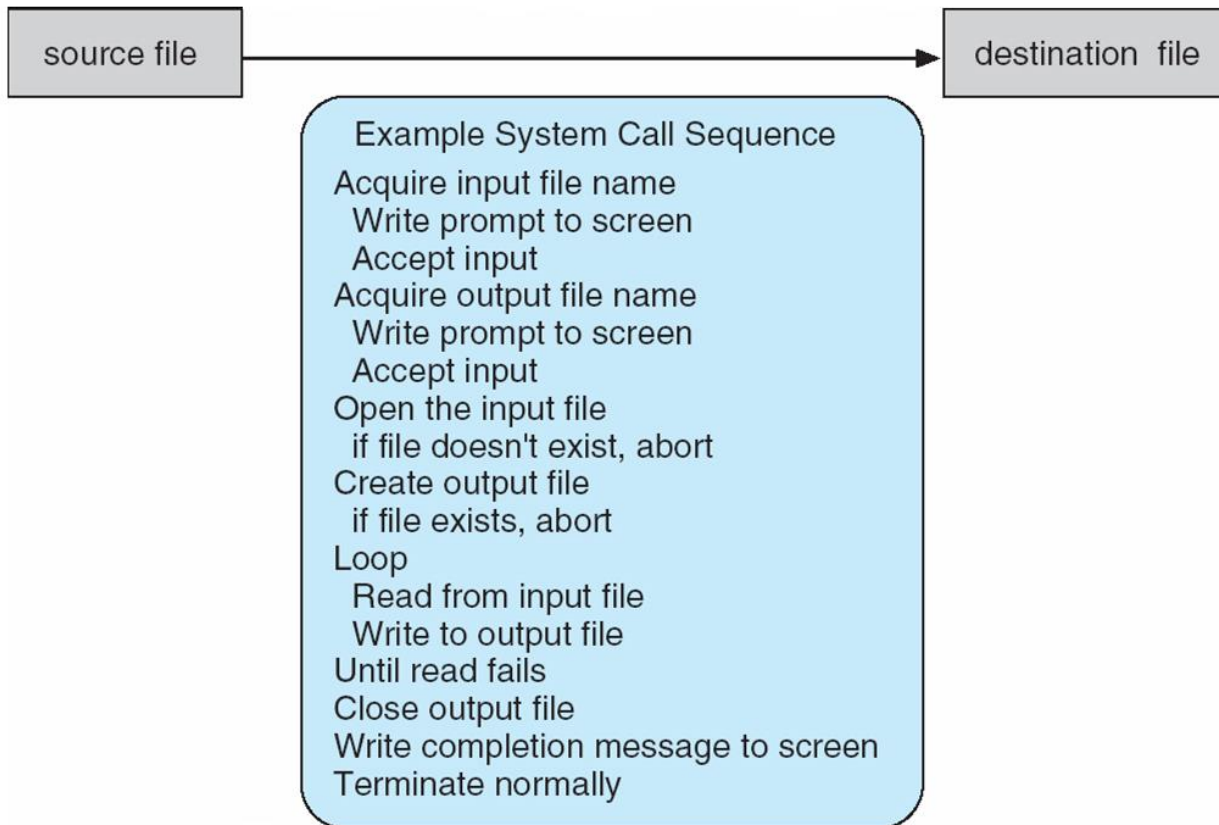 source file
destination file
Example System Call Sequence
Acquire input file name
Write prompt to screen
Accept input
Acquire output file name
Write prompt to screen
Accept input
Open the input file
if file doesn't exist, abort
Create output file
if file exists, abort
Loop
Read from input file
Write to output file
Until read fails
Close output file
Write completion message to screen
Terminate normally